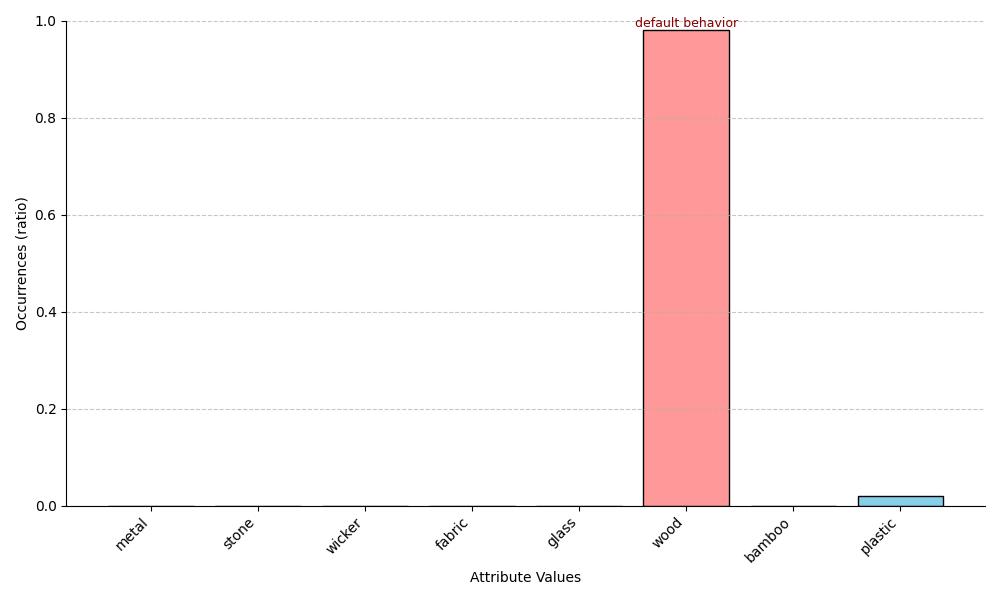 default behavior
1.0
0.8
0.6
0.4
0.2
0.0
Occurrences (ratio)
metal
stone
wicker
fabric
glass
wood
bamboo
plastic
Attribute Values